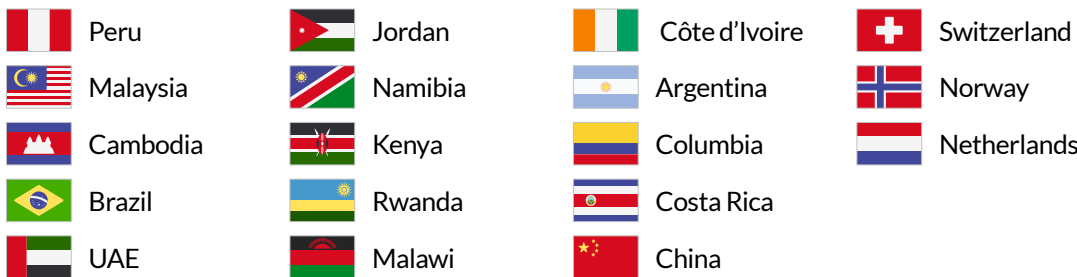 Peru
Malaysia
Cambodia
Brazil
UAE
Jordan
Namibia
Kenya
Rwanda
Malawi
Côte d’Ivoire
Argentina
Columbia
Costa Rica
China
Switzerland
Norway
Netherlands